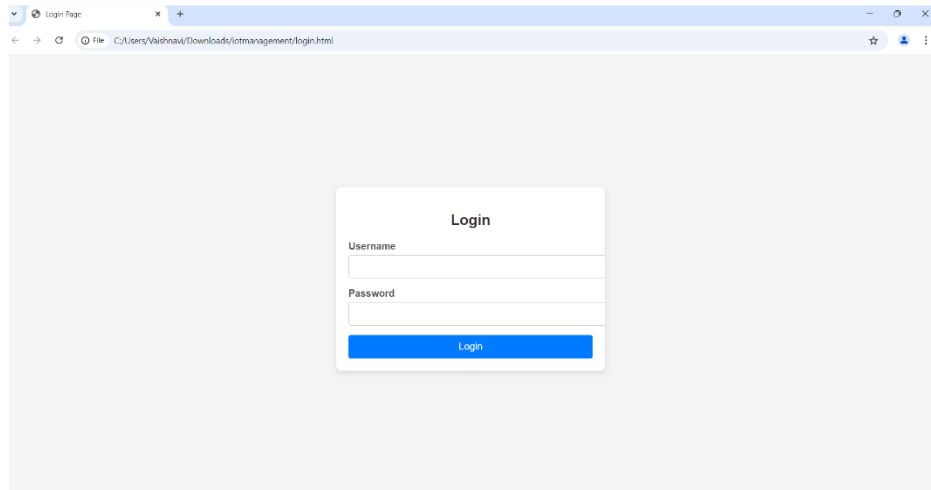 Login Page
File C:/Users/Vaishnavi/Downloads/iotmanagement/login.html
Login
Username
Password
Login